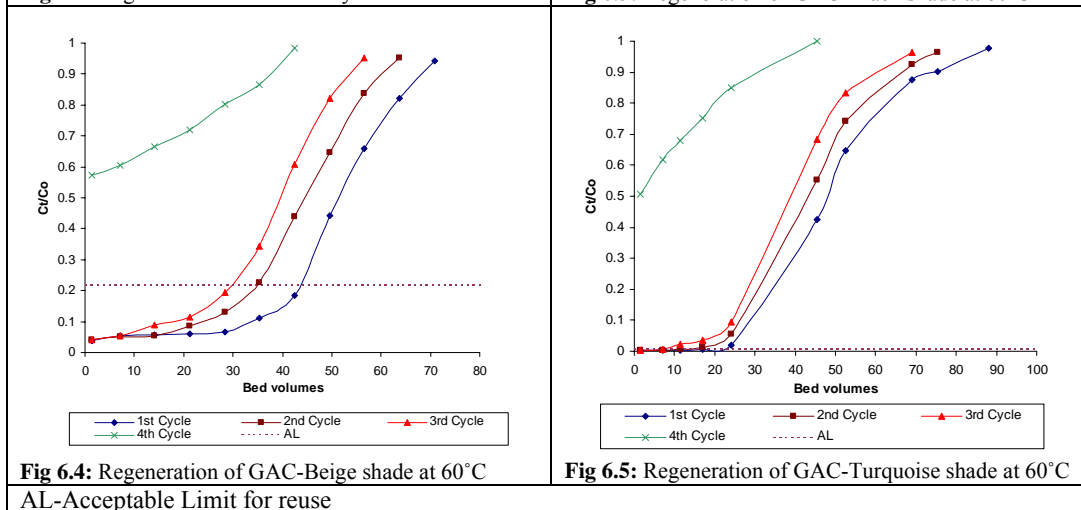 Ct/Co
1
0.9
0.8
0.7
0.6
0.5
0.4
0.3
0.2
0.1
0
0 10 20 30 40 50 60 70 80
Bed volumes
1st Cycle 2nd Cycle 3rd Cycle
4th Cycle AL
Fig 6.4: Regeneration of GAC-Beige shade at 60˚C
Ct/Co
1
0.9
0.8
0.7
0.6
0.5
0.4
0.3
0.2
0.1
0
0 10 20 30 40 50 60 70 80 90 100
Bed volumes
1st Cycle 2nd Cycle 3rd Cycle
4th Cycle AL
Fig 6.5: Regeneration of GAC-Turquoise shade at 60˚C
AL-Acceptable Limit for reuse